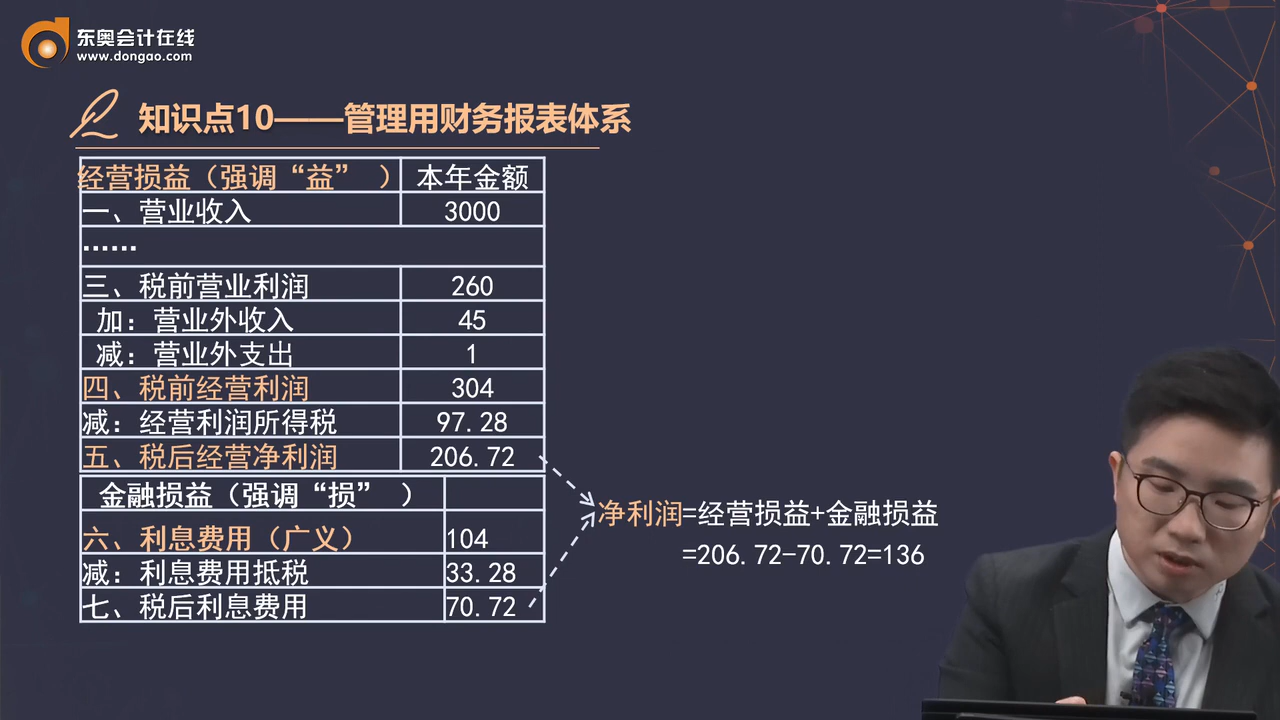 东奥会计在线
www.dongao.com
知识点10——管理用财务报表体系
经营损益（强调“益” ） 本年金额
一、营业收入 3000
……
三、税前营业利润 260
加：营业外收入 45
减：营业外支出 1
四、税前经营利润 304
减：经营利润所得税 97.28
五、税后经营净利润 206.72
金融损益（强调“损” ）
六、利息费用（广义） 104
减：利息费用抵税 33.28
七、税后利息费用 70.72
净利润=经营损益+金融损益
=206.72-70.72=136